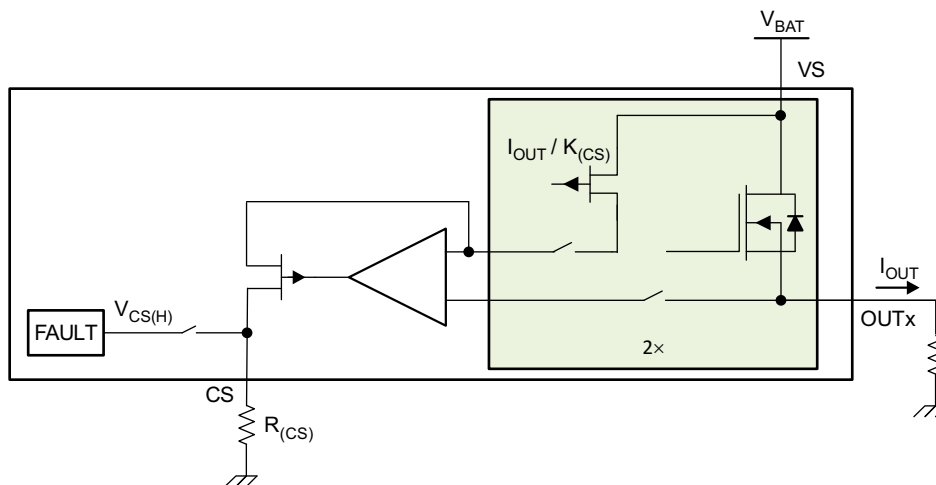 V_BAT
VS
I_OUT / K_(CS)
I_OUT
V_CS(H)
FAULT
OUTx
2×
CS
R_(CS)